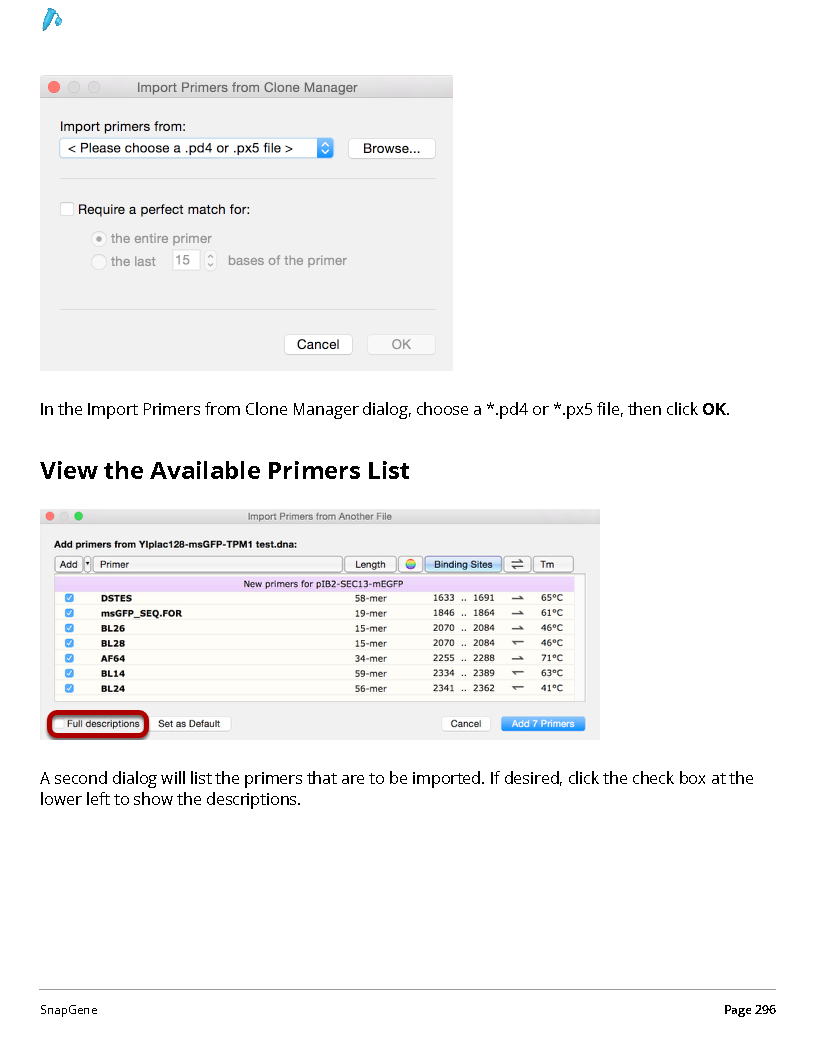 Import Primers from Clone Manager
Import primers from:
< Please choose a .pd4 or .px5 file >
Browse...
Require a perfect match for:
the entire primer
the last 15 bases of the primer
Cancel
OK
In the Import Primers from Clone Manager dialog, choose a *.pd4 or *.px5 file, then click OK.
View the Available Primers List
Import Primers from Another File
Add primers from YIplac128-msGFP-TPM1 test.dna:
Add Primer Length Binding Sites ⇌ Tm
New primers for pIB2-SEC13-mEGFP
DSTES 58-mer 1633 .. 1691 ⇀ 65°C
msGFP_SEQ.FOR 19-mer 1846 .. 1864 ⇀ 61°C
BL26 15-mer 2070 .. 2084 ⇀ 46°C
BL28 15-mer 2070 .. 2084 ↽ 46°C
AF64 34-mer 2255 .. 2288 ⇀ 71°C
BL14 59-mer 2334 .. 2389 ↽ 63°C
BL24 56-mer 2341 .. 2362 ↽ 41°C
Full descriptions Set as Default Cancel Add 7 Primers
A second dialog will list the primers that are to be imported. If desired, click the check box at the
lower left to show the descriptions.
SnapGene Page 296